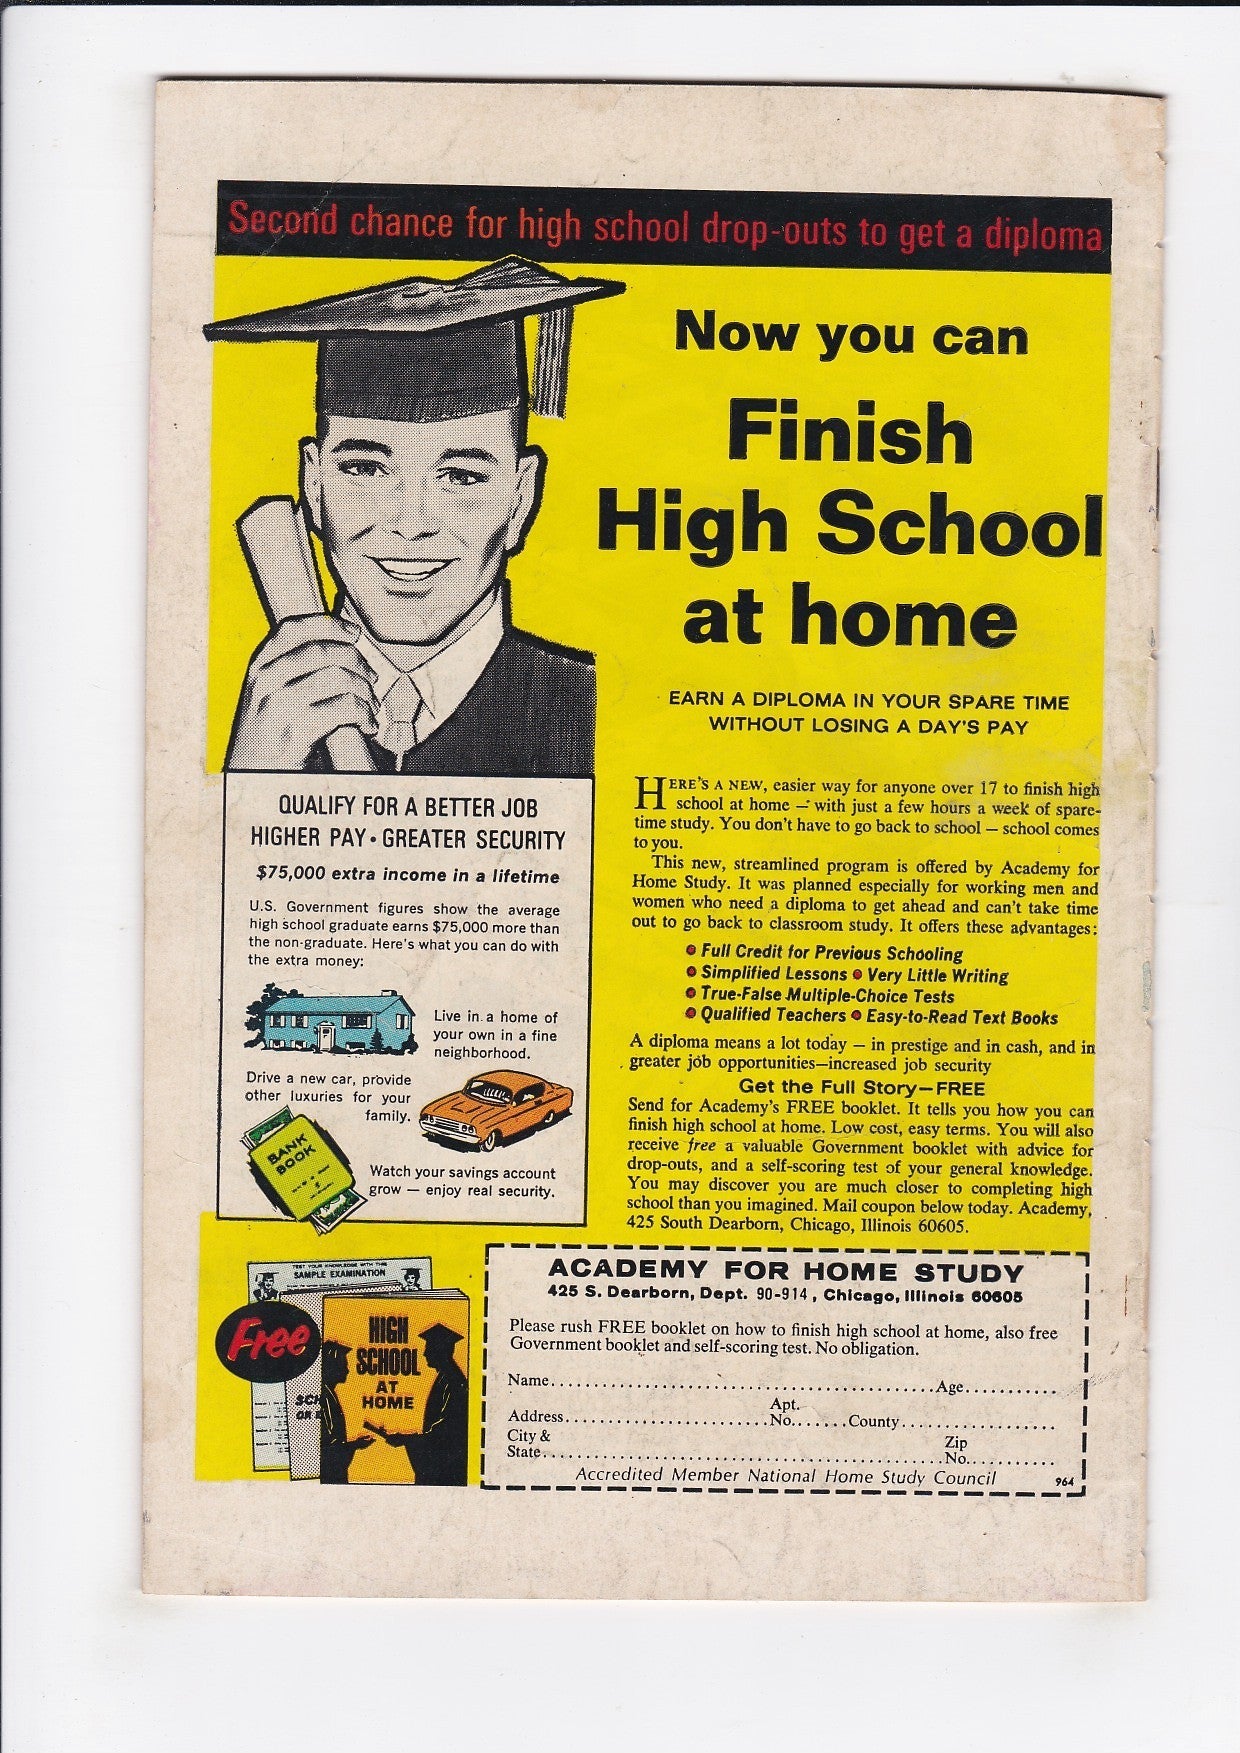 Second chance for high school drop-outs to get a diploma
Now you can
Finish
High School
at home
EARN A DIPLOMA IN YOUR SPARE TIME
WITHOUT LOSING A DAY'S PAY
HERE'S A NEW, easier way for anyone over 17 to finish high
school at home – with just a few hours a week of spare-
time study. You don't have to go back to school – school comes
to you.
This new, streamlined program is offered by Academy for
Home Study. It was planned especially for working men and
women who need a diploma to get ahead and can't take time
out to go back to classroom study. It offers these advantages:
• Full Credit for Previous Schooling
• Simplified Lessons • Very Little Writing
• True-False Multiple-Choice Tests
• Qualified Teachers • Easy-to-Read Text Books
A diploma means a lot today – in prestige and in cash, and in
greater job opportunities–increased job security
Get the Full Story–FREE
Send for Academy's FREE booklet. It tells you how you can
finish high school at home. Low cost, easy terms. You will also
receive free a valuable Government booklet with advice for
drop-outs, and a self-scoring test of your general knowledge.
You may discover you are much closer to completing high
school than you imagined. Mail coupon below today. Academy,
425 South Dearborn, Chicago, Illinois 60605.
QUALIFY FOR A BETTER JOB
HIGHER PAY • GREATER SECURITY
$75,000 extra income in a lifetime
U.S. Government figures show the average
high school graduate earns $75,000 more than
the non-graduate. Here's what you can do with
the extra money:
Live in a home of
your own in a fine
neighborhood.
Drive a new car, provide
other luxuries for your
family.
BANK
BOOK
Watch your savings account
grow – enjoy real security.
TEST YOUR KNOWLEDGE WITH THIS
SAMPLE EXAMINATION
Free
HIGH
SCHOOL
AT
HOME
ACADEMY FOR HOME STUDY
425 S. Dearborn, Dept. 90-914, Chicago, Illinois 60605
Please rush FREE booklet on how to finish high school at home, also free
Government booklet and self-scoring test. No obligation.
Name Age
Address Apt. No. County
City & State Zip No.
Accredited Member National Home Study Council 964